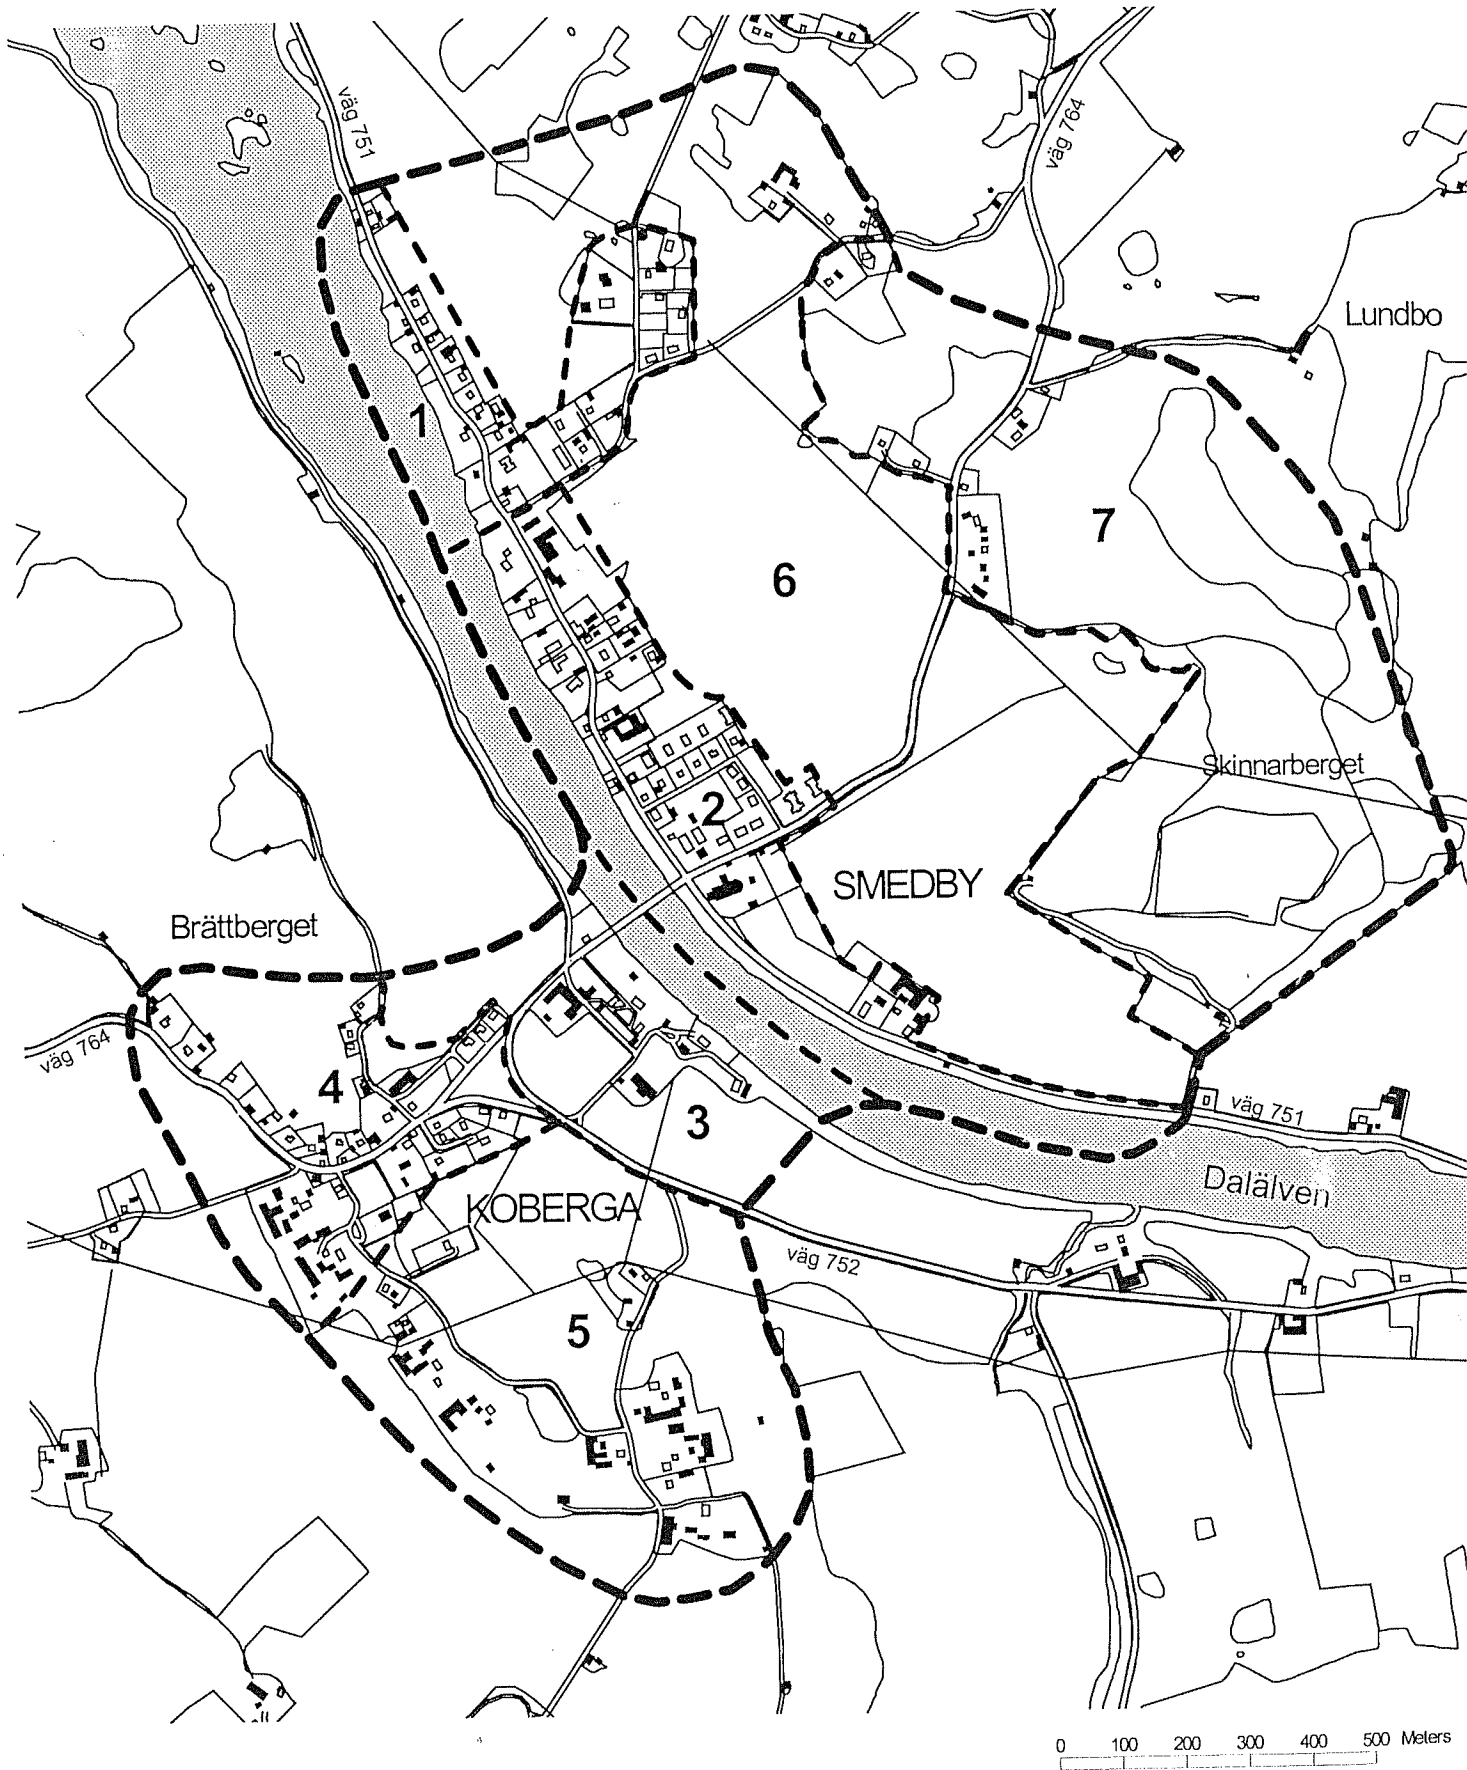 väg 751
väg 764
Lundbo
1
7
6
Skinnarberget
2
SMEDBY
Brättberget
väg 764
4
3
väg 751
Dalälven
KOBERGA
väg 752
5
0 100 200 300 400 500 Meters